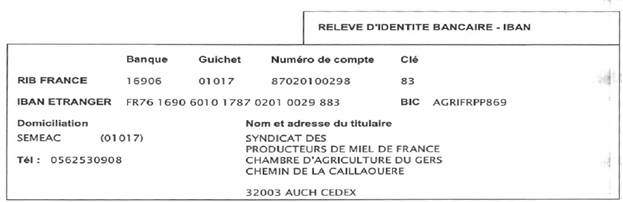 RELEVE D'IDENTITE BANCAIRE - IBAN
Banque Guichet Numéro de compte Clé
RIB FRANCE 16906 01017 87020100298 83
IBAN ETRANGER FR76 1690 6010 1787 0201 0029 883 BIC AGRIFRPP869
Domiciliation Nom et adresse du titulaire
SEMEAC (01017) SYNDICAT DES
PRODUCTEURS DE MIEL DE FRANCE
Tél : 0562530908 CHAMBRE D'AGRICULTURE DU GERS
CHEMIN DE LA CAILLAOUERE
32003 AUCH CEDEX